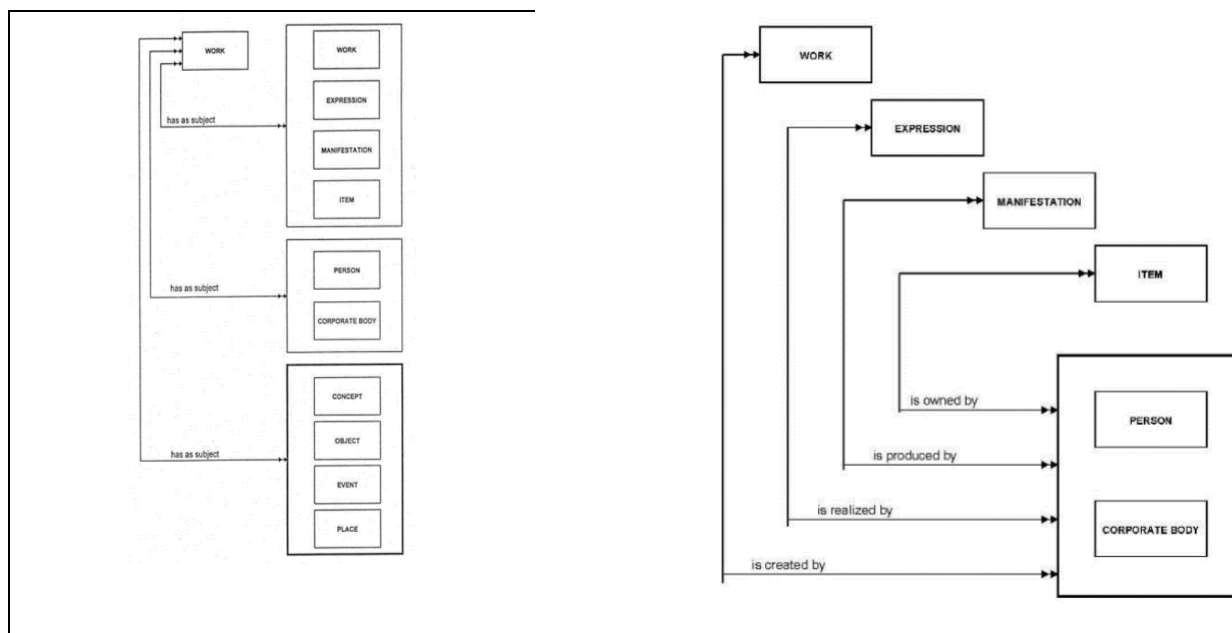 WORK
WORK
EXPRESSION
has as subject
MANIFESTATION
ITEM
PERSON
has as subject
CORPORATE BODY
CONCEPT
OBJECT
has as subject
EVENT
PLACE
WORK
EXPRESSION
MANIFESTATION
ITEM
is owned by
PERSON
is produced by
is realized by
CORPORATE BODY
is created by